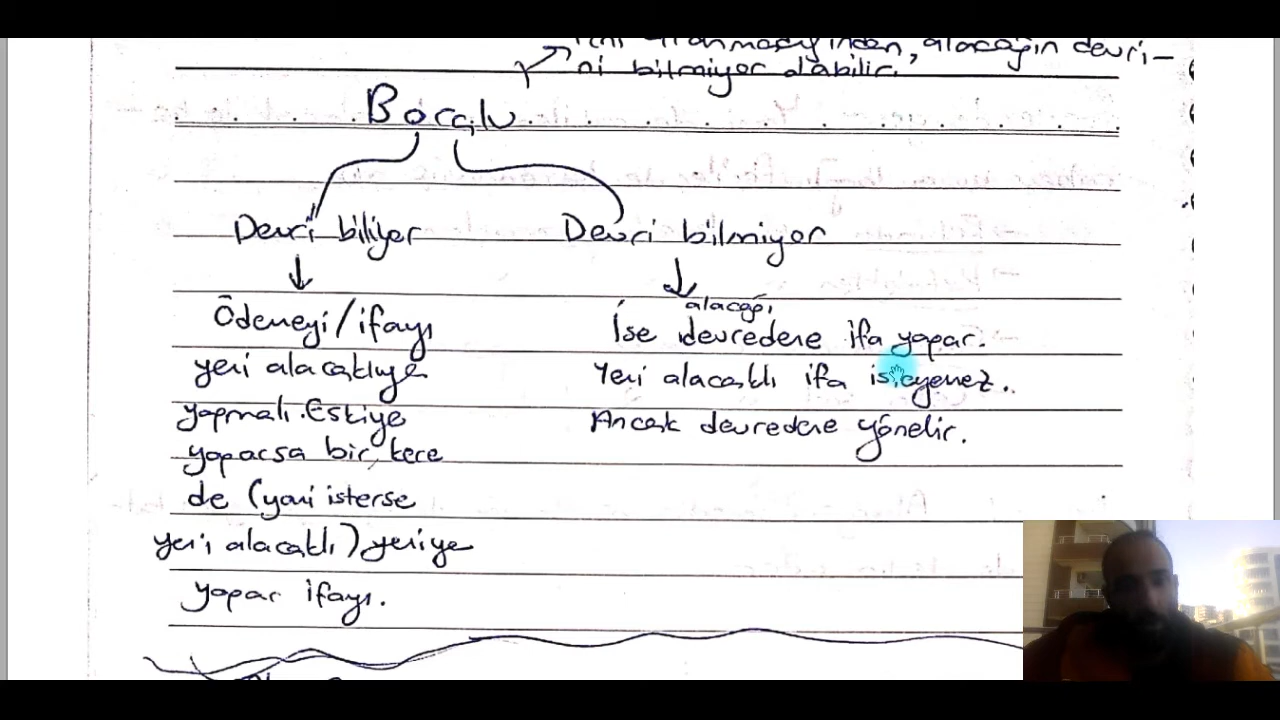 alacağın devri-
ni bilmiyor olabilir.
Borçlu
Devri biliyor
Devri bilmiyor
Ödemeyi/ifayı
yeni alacaklıya
yapmalı. Eskiye
yaparsa bir kere
de (yani isterse
yeni alacaklı) yeniye
yapar ifayı.
alacağı
İse devredene ifa yapar.
Yeni alacaklı ifa isteyemez.
Ancak devredene yönelir.